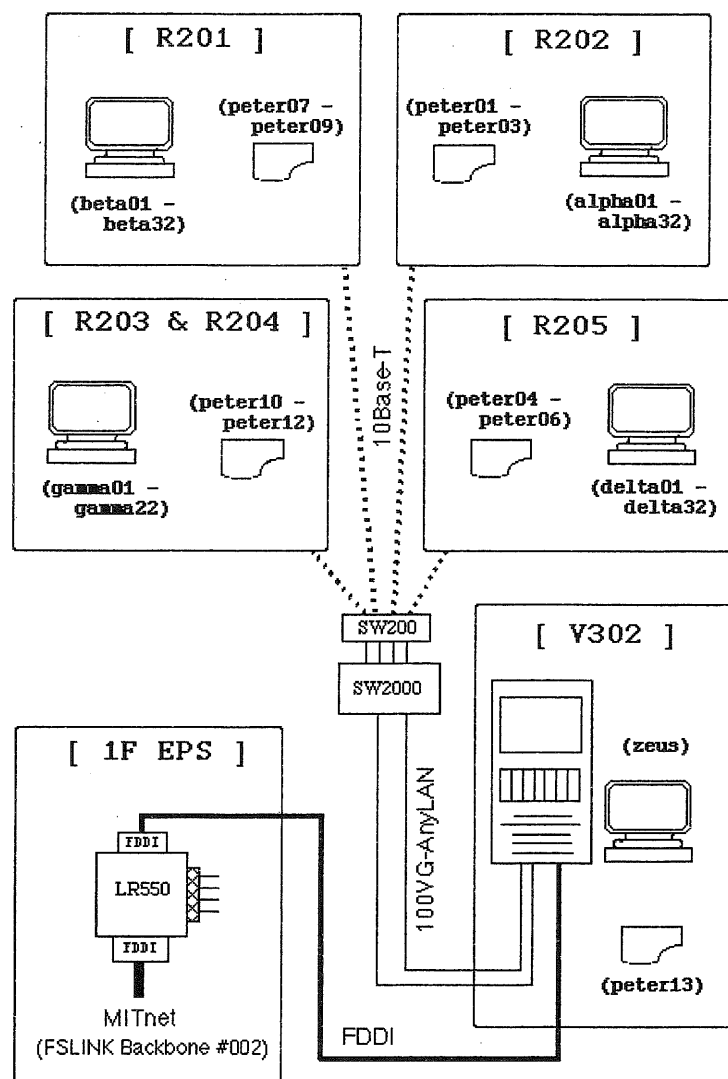 [ R201 ]
(peter07 -
peter09)
(beta01 -
beta32)
[ R202 ]
(peter01 -
peter03)
(alpha01 -
alpha32)
[ R203 & R204 ]
(peter10 -
peter12)
(gamma01 -
gamma22)
10Base-T
[ R205 ]
(peter04 -
peter06)
(delta01 -
delta32)
SW200
SW2000
[ V302 ]
(zeus)
(peter13)
100VG-AnyLAN
[ 1F EPS ]
FDDI
LR550
FDDI
MITnet
(FSLINK Backbone #002)
FDDI